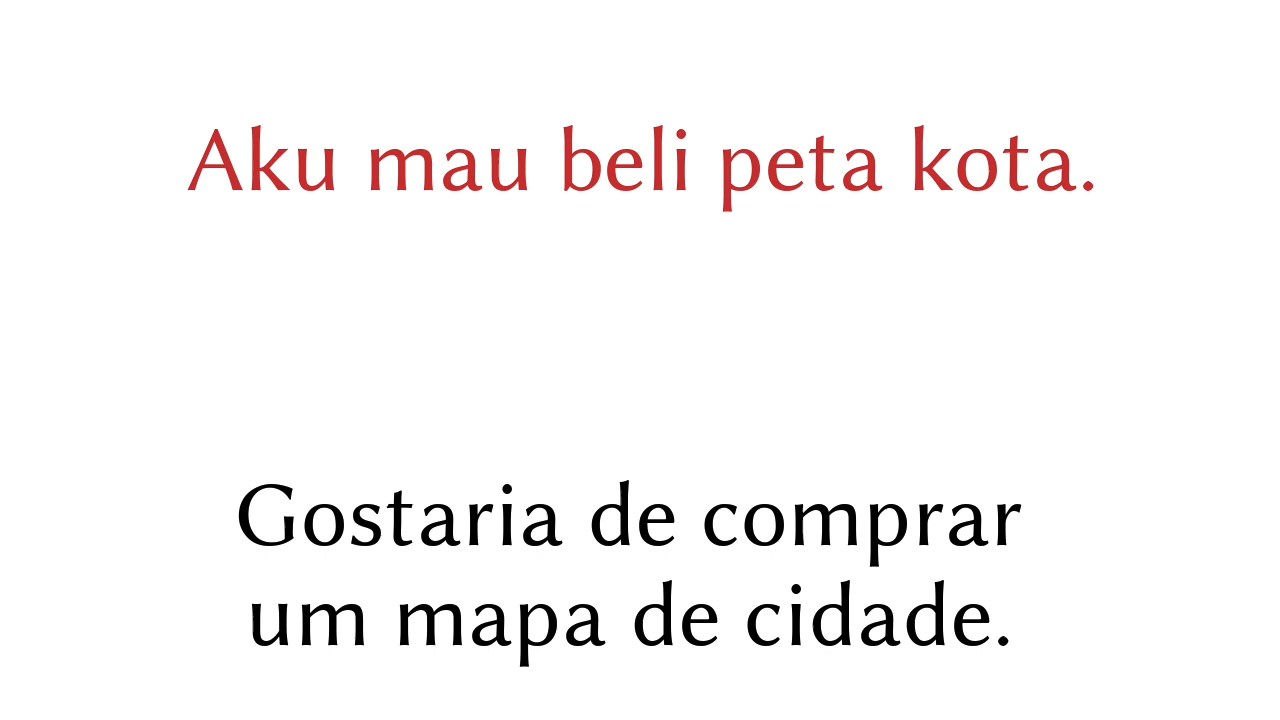 Aku mau beli peta kota.
Gostaria de comprar
um mapa de cidade.